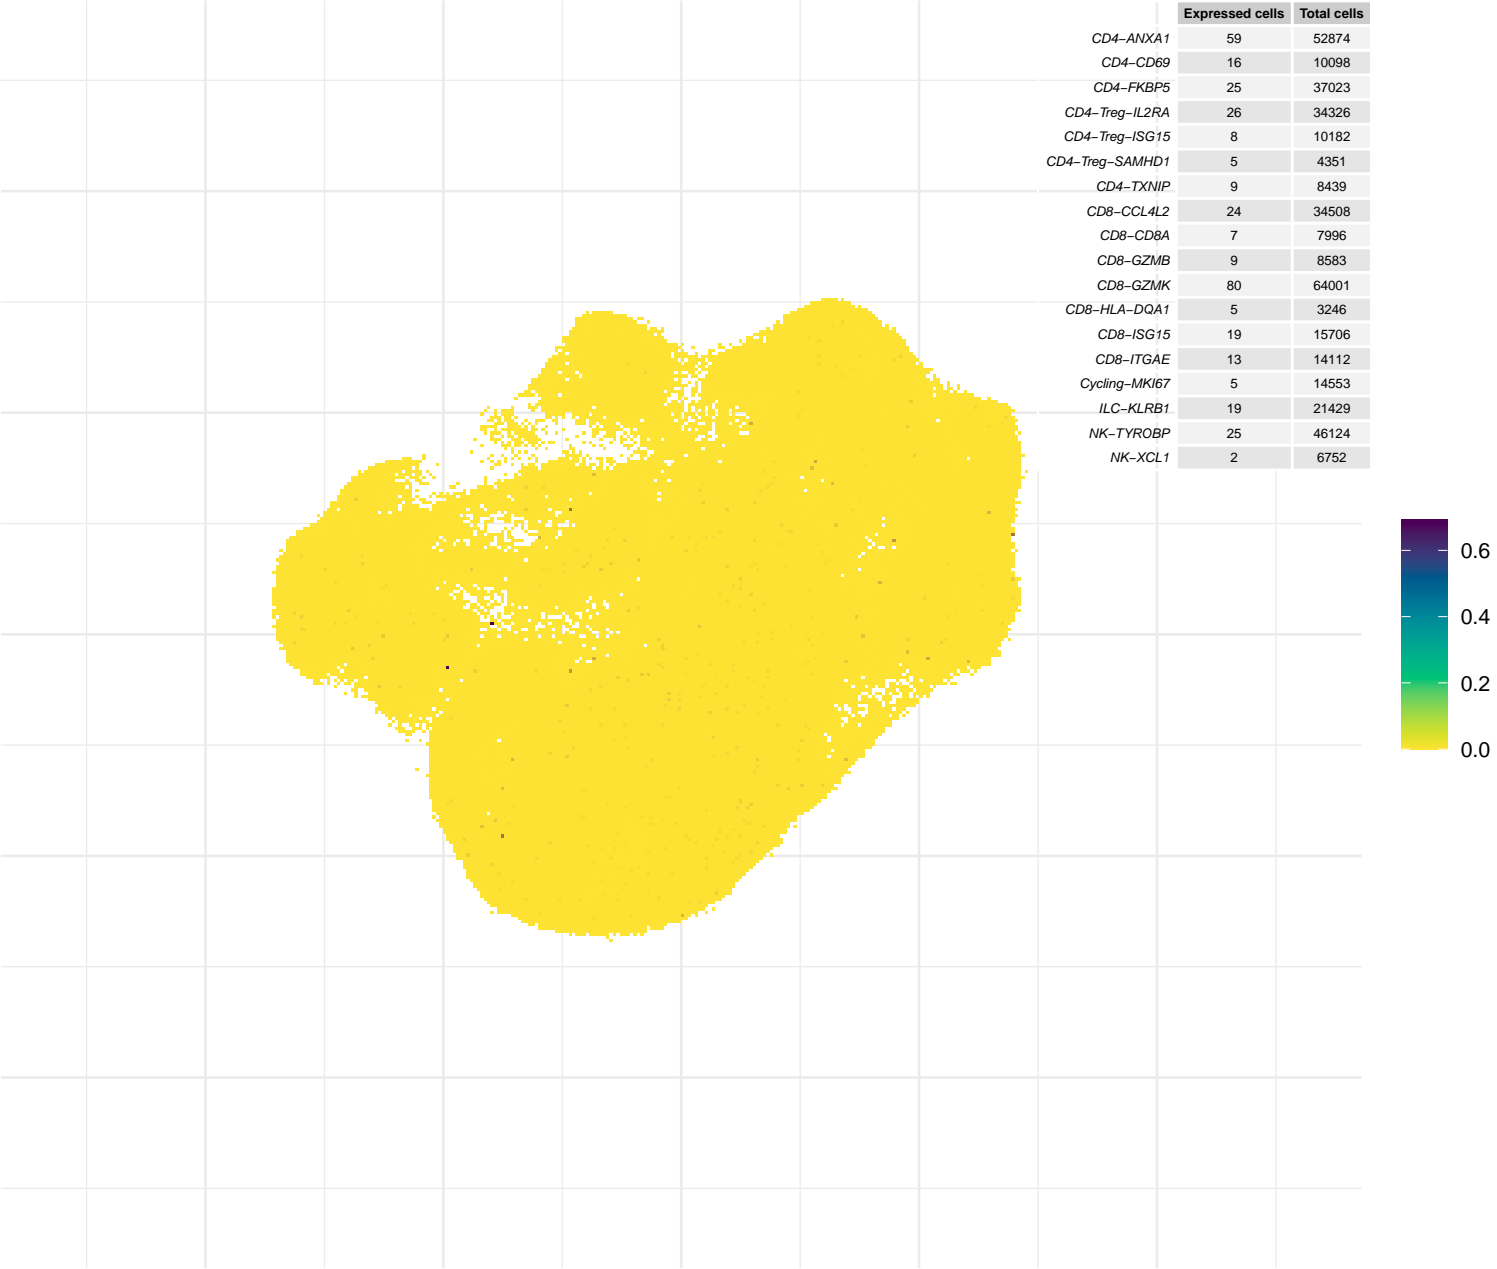 Expressed cells Total cells
CD4−ANXA1 59 52874
CD4−CD69 16 10098
CD4−FKBP5 25 37023
CD4−Treg−IL2RA 26 34326
CD4−Treg−ISG15 8 10182
CD4−Treg−SAMHD1 5 4351
CD4−TXNIP 9 8439
CD8−CCL4L2 24 34508
CD8−CD8A 7 7996
CD8−GZMB 9 8583
CD8−GZMK 80 64001
CD8−HLA−DQA1 5 3246
CD8−ISG15 19 15706
CD8−ITGAE 13 14112
Cycling−MKI67 5 14553
ILC−KLRB1 19 21429
NK−TYROBP 25 46124
NK−XCL1 2 6752
0.6
0.4
0.2
0.0